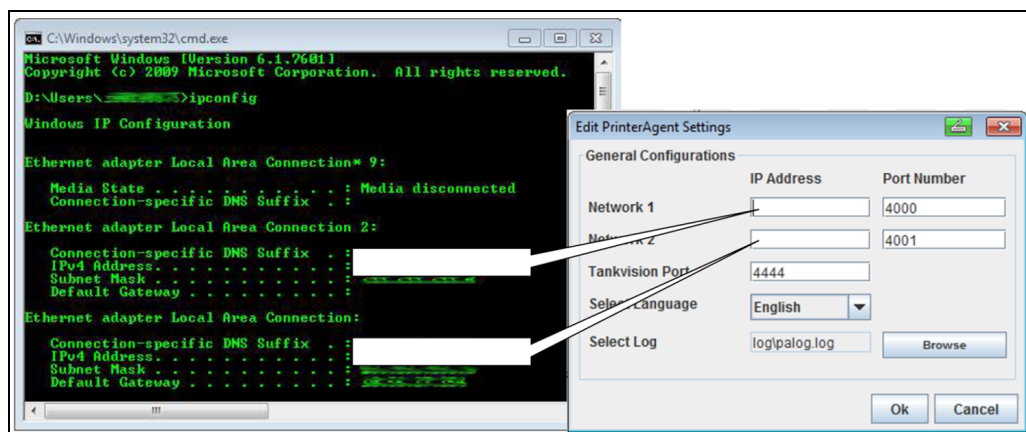 C:\Windows\system32\cmd.exe
Microsoft Windows [Version 6.1.7601]
Copyright (c) 2009 Microsoft Corporation.  All rights reserved.
D:\Users\ >ipconfig
Windows IP Configuration
Ethernet adapter Local Area Connection* 9:
Media State . . . . . . . . . . . : Media disconnected
Connection-specific DNS Suffix  . :
Ethernet adapter Local Area Connection 2:
Connection-specific DNS Suffix  . :
IPv4 Address. . . . . . . . . . . :
Subnet Mask . . . . . . . . . . . :
Default Gateway . . . . . . . . . :
Ethernet adapter Local Area Connection:
Connection-specific DNS Suffix  . :
IPv4 Address. . . . . . . . . . . :
Subnet Mask . . . . . . . . . . . :
Default Gateway . . . . . . . . . :
Edit PrinterAgent Settings
General Configurations
IP Address Port Number
Network 1 4000
Network 2 4001
Tankvision Port 4444
Select Language English
Select Log log\palog.log Browse
Ok Cancel